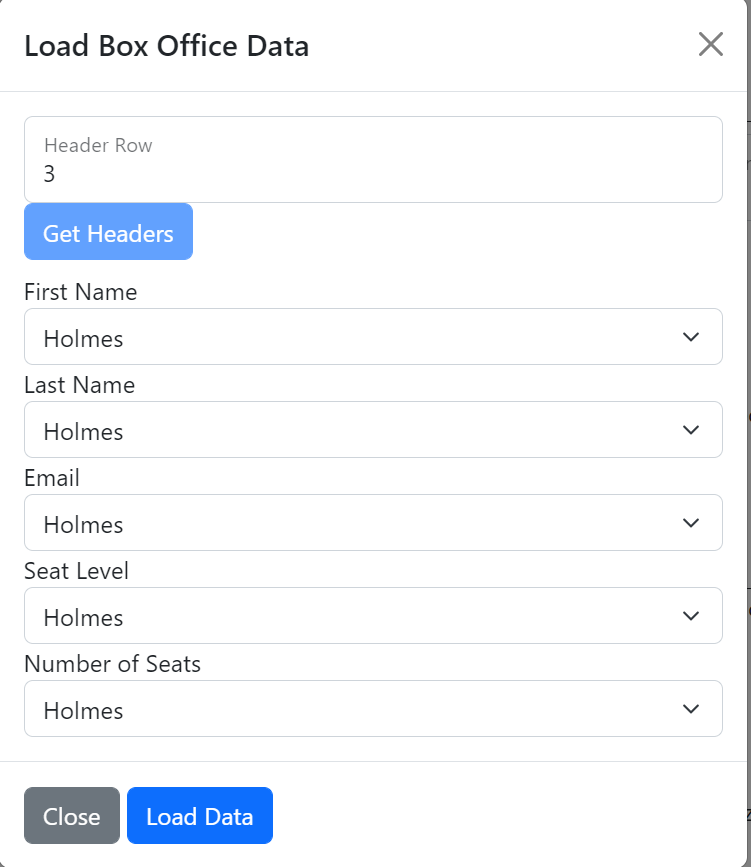 Load Box Office Data
Header Row
3
Get Headers
First Name
Holmes
Last Name
Holmes
Email
Holmes
Seat Level
Holmes
Number of Seats
Holmes
Close Load Data